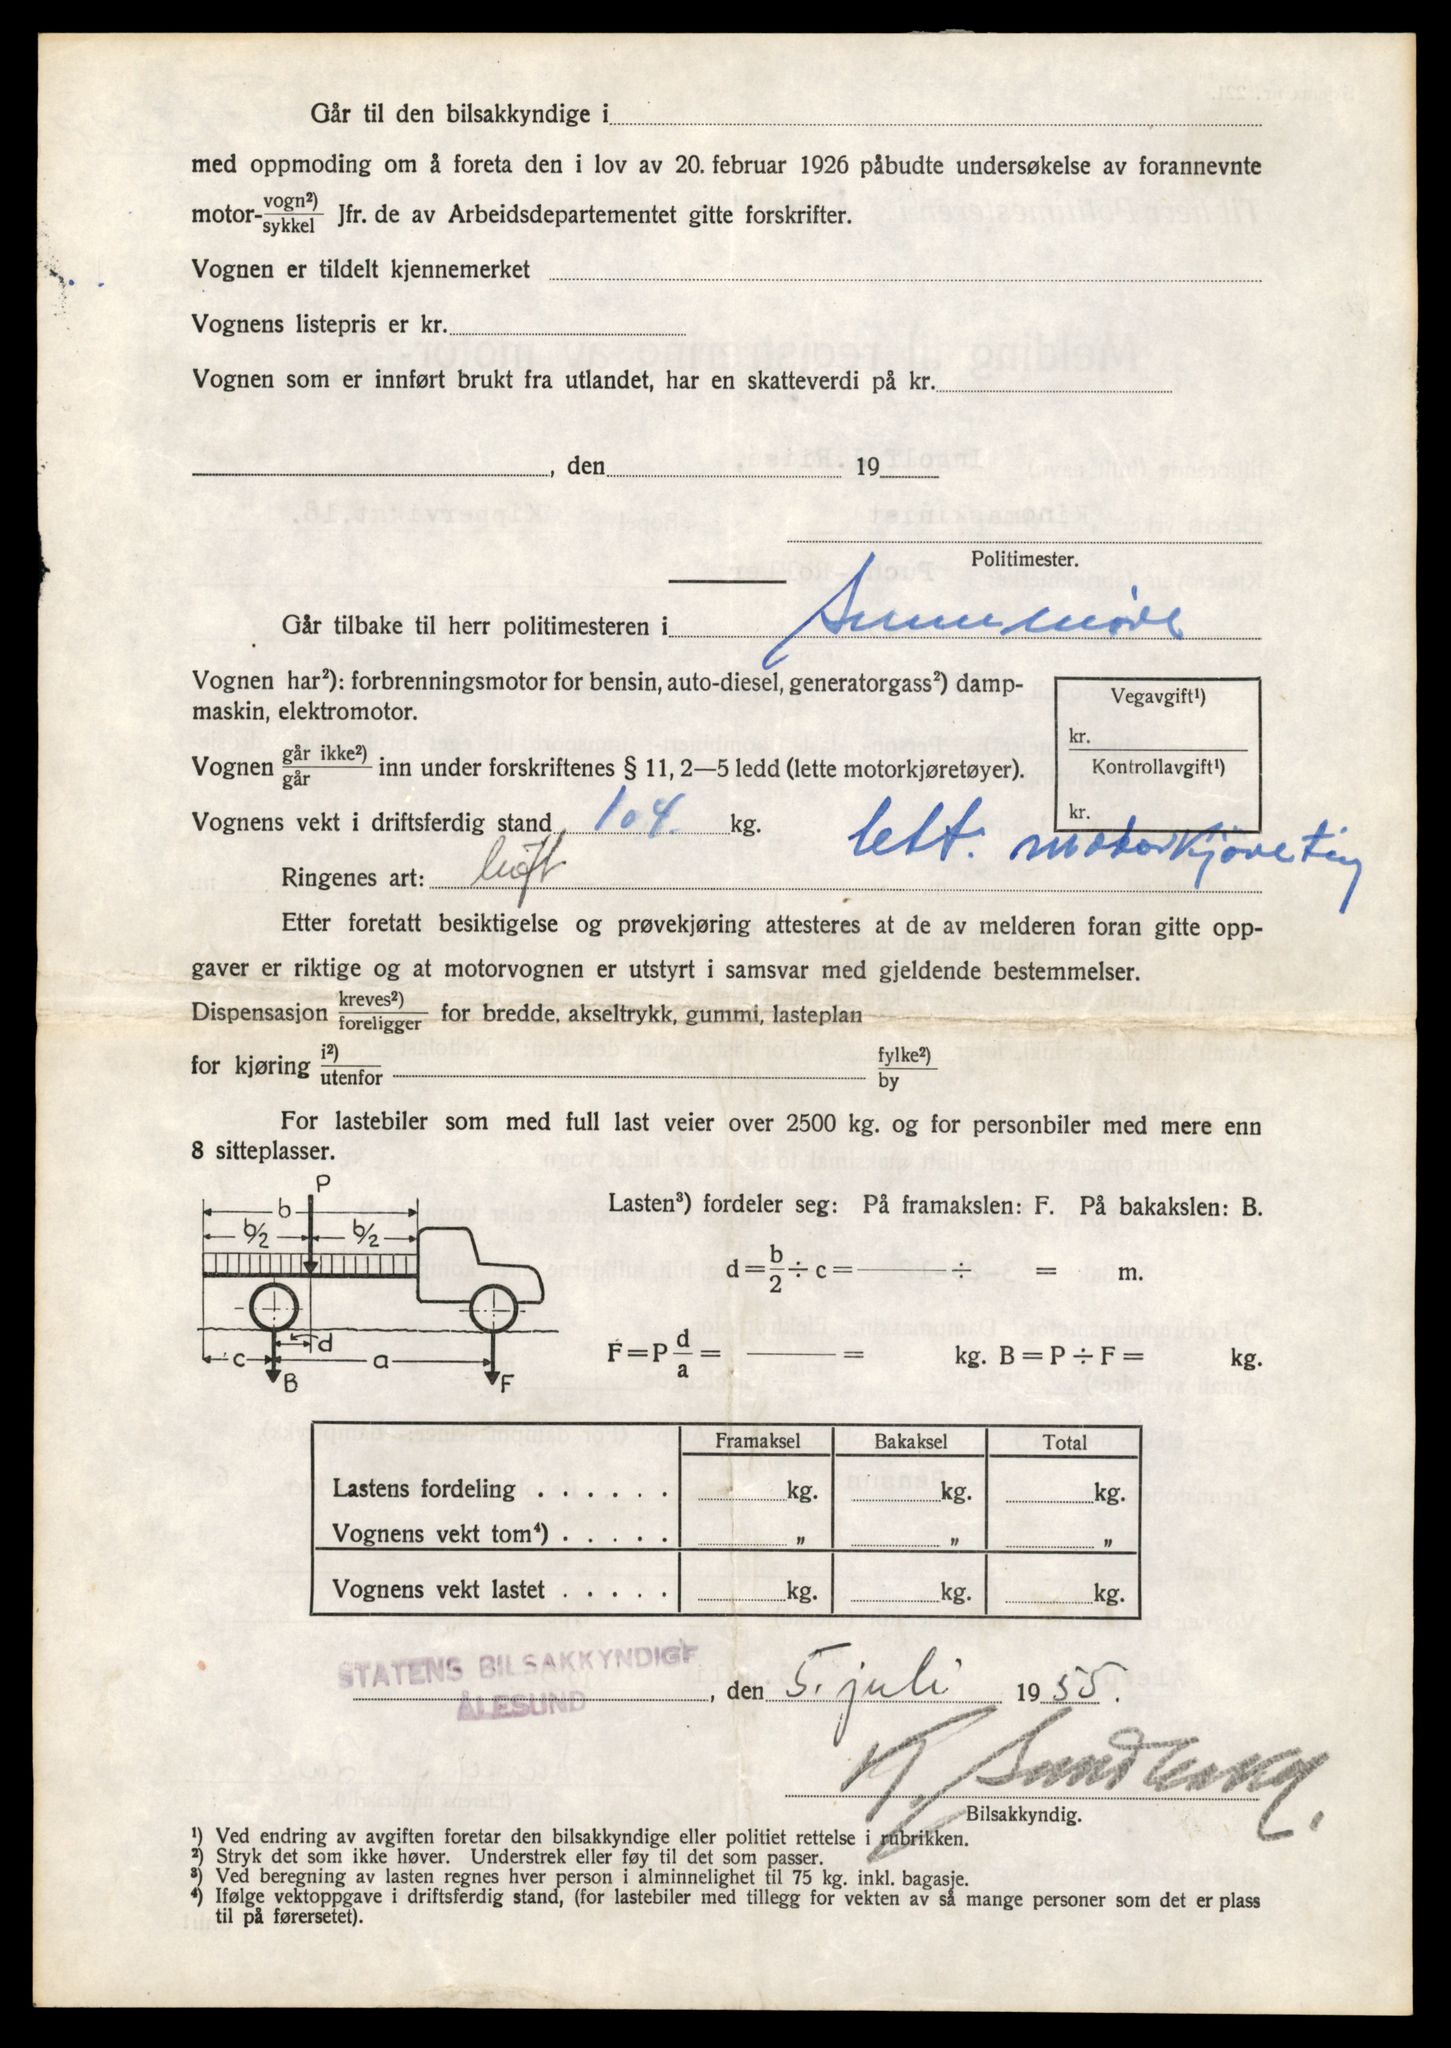 Går til den bilsakkyndige i
med oppmoding om å foreta den i lov av 20. februar 1926 påbudte undersøkelse av forannevnte
motor-vogn²)/sykkel Jfr. de av Arbeidsdepartementet gitte forskrifter.
Vognen er tildelt kjennemerket
Vognens listepris er kr.
Vognen som er innført brukt fra utlandet, har en skatteverdi på kr.
, den 19
Politimester.
Går tilbake til herr politimesteren i Sunnmøre
Vognen har²): forbrenningsmotor for bensin, auto-diesel, generatorgass²) damp-
maskin, elektromotor.
Vegavgift¹)
kr.
Kontrollavgift¹)
kr.
Vognen går ikke²)/går inn under forskriftenes § 11, 2—5 ledd (lette motorkjøretøyer).
Vognens vekt i driftsferdig stand 104. kg. lett. motorkjøretøy
Ringenes art: luft
Etter foretatt besiktigelse og prøvekjøring attesteres at de av melderen foran gitte opp-
gaver er riktige og at motorvognen er utstyrt i samsvar med gjeldende bestemmelser.
Dispensasjon kreves²)/foreligger for bredde, akseltrykk, gummi, lasteplan
for kjøring i²)/utenfor fylke²)/by
For lastebiler som med full last veier over 2500 kg. og for personbiler med mere enn
8 sitteplasser.
P
b
b/2 b/2
d
c a
B F
Lasten³) fordeler seg: På framakslen: F. På bakakslen: B.
d = b/2 ÷ c = ÷ = m.
F = P d/a = = kg. B = P ÷ F = kg.
Framaksel Bakaksel Total
Lastens fordeling . . . . . . kg. kg. kg.
Vognens vekt tom⁴) . . . . . „ „ „
Vognens vekt lastet . . . . . kg. kg. kg.
STATENS BILSAKKYNDIGE
ÅLESUND
, den 5. juli 1955.
Bilsakkyndig.
¹) Ved endring av avgiften foretar den bilsakkyndige eller politiet rettelse i rubrikken.
²) Stryk det som ikke høver. Understrek eller føy til det som passer.
³) Ved beregning av lasten regnes hver person i alminnelighet til 75 kg. inkl. bagasje.
⁴) Ifølge vektoppgave i driftsferdig stand, (for lastebiler med tillegg for vekten av så mange personer som det er plass
til på førersetet).